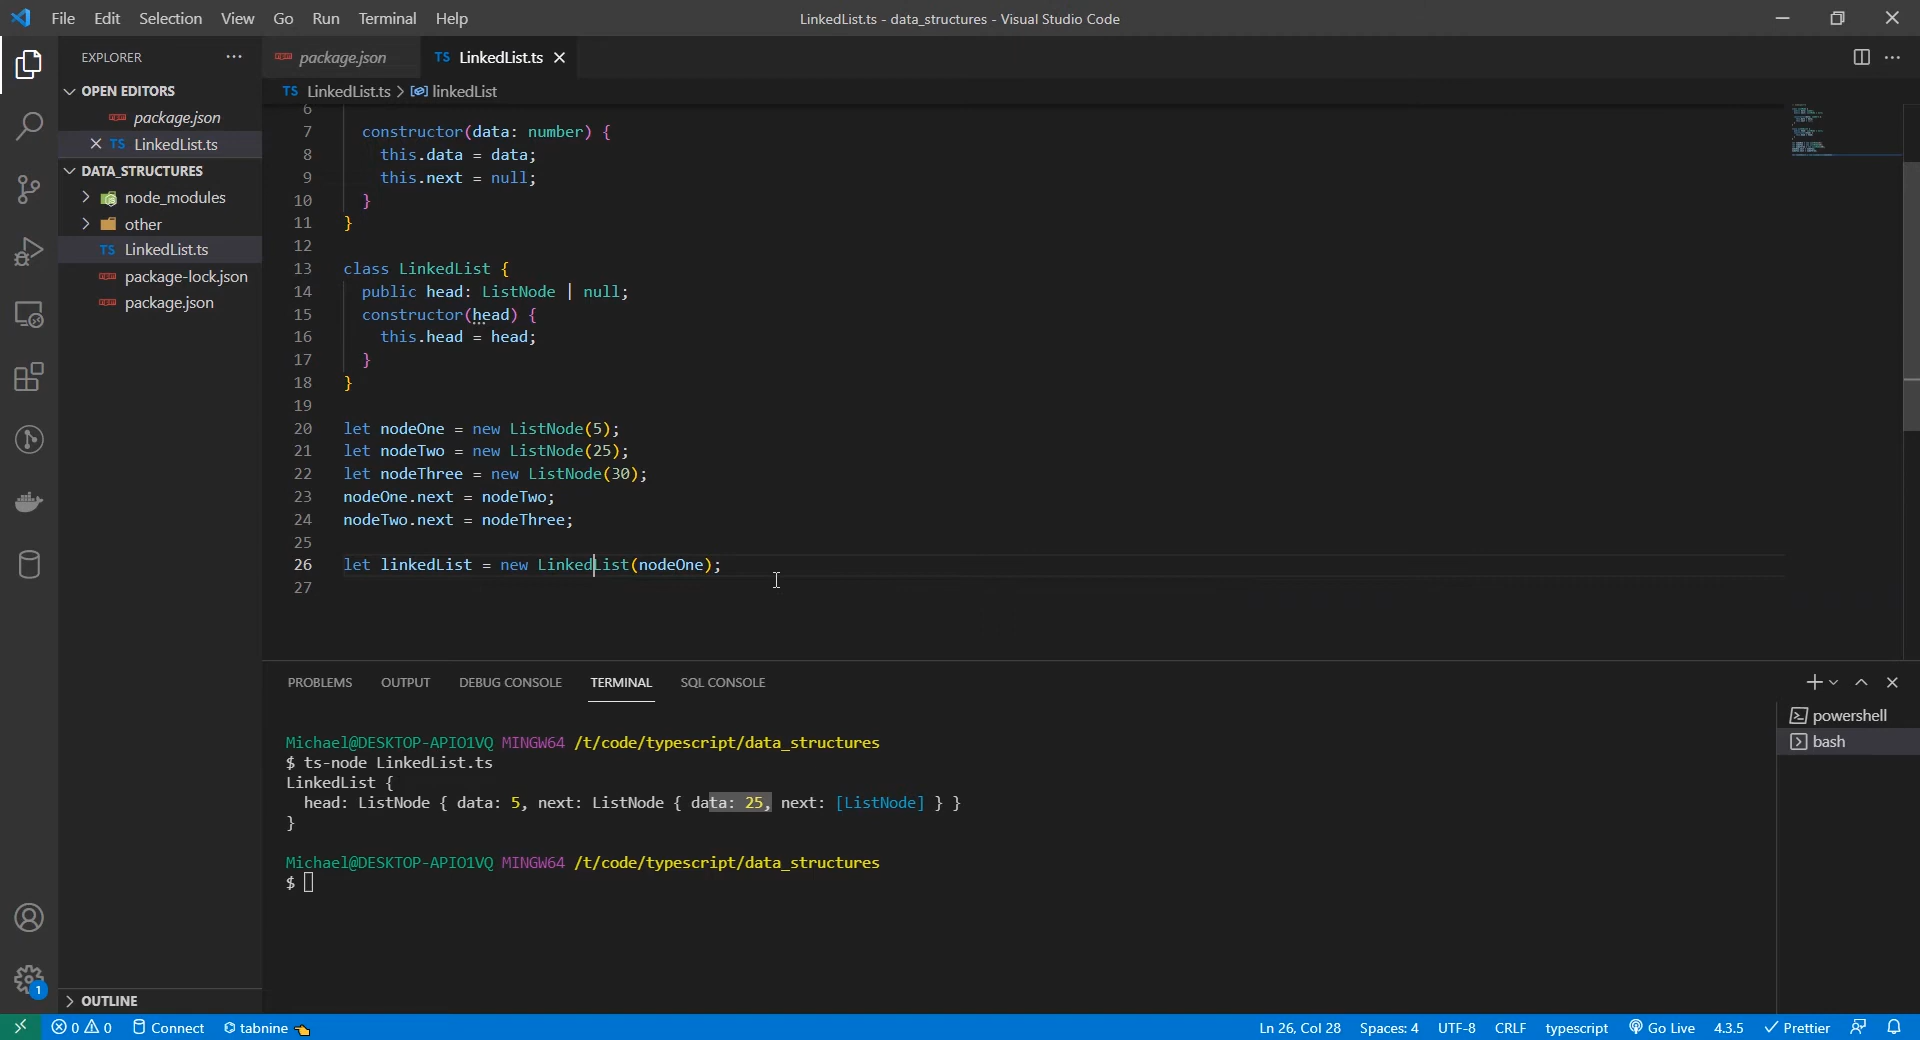 File Edit Selection View Go Run Terminal Help
LinkedList.ts - data_structures - Visual Studio Code
EXPLORER
OPEN EDITORS
package.json
TS LinkedList.ts
DATA_STRUCTURES
node_modules
other
TS LinkedList.ts
package-lock.json
package.json
OUTLINE
package.json
TS LinkedList.ts
TS LinkedList.ts > linkedList
6
7 constructor(data: number) {
8 this.data = data;
9 this.next = null;
10 }
11 }
12
13 class LinkedList {
14 public head: ListNode | null;
15 constructor(head) {
16 this.head = head;
17 }
18 }
19
20 let nodeOne = new ListNode(5);
21 let nodeTwo = new ListNode(25);
22 let nodeThree = new ListNode(30);
23 nodeOne.next = nodeTwo;
24 nodeTwo.next = nodeThree;
25
26 let linkedList = new LinkedList(nodeOne);
27
PROBLEMS OUTPUT DEBUG CONSOLE TERMINAL SQL CONSOLE
powershell
bash
Michael@DESKTOP-APIO1VQ MINGW64 /t/code/typescript/data_structures
$ ts-node LinkedList.ts
LinkedList {
head: ListNode { data: 5, next: ListNode { data: 25, next: [ListNode] } }
}
Michael@DESKTOP-APIO1VQ MINGW64 /t/code/typescript/data_structures
$
1
0 0 Connect tabnine Ln 26, Col 28 Spaces: 4 UTF-8 CRLF typescript Go Live 4.3.5 Prettier